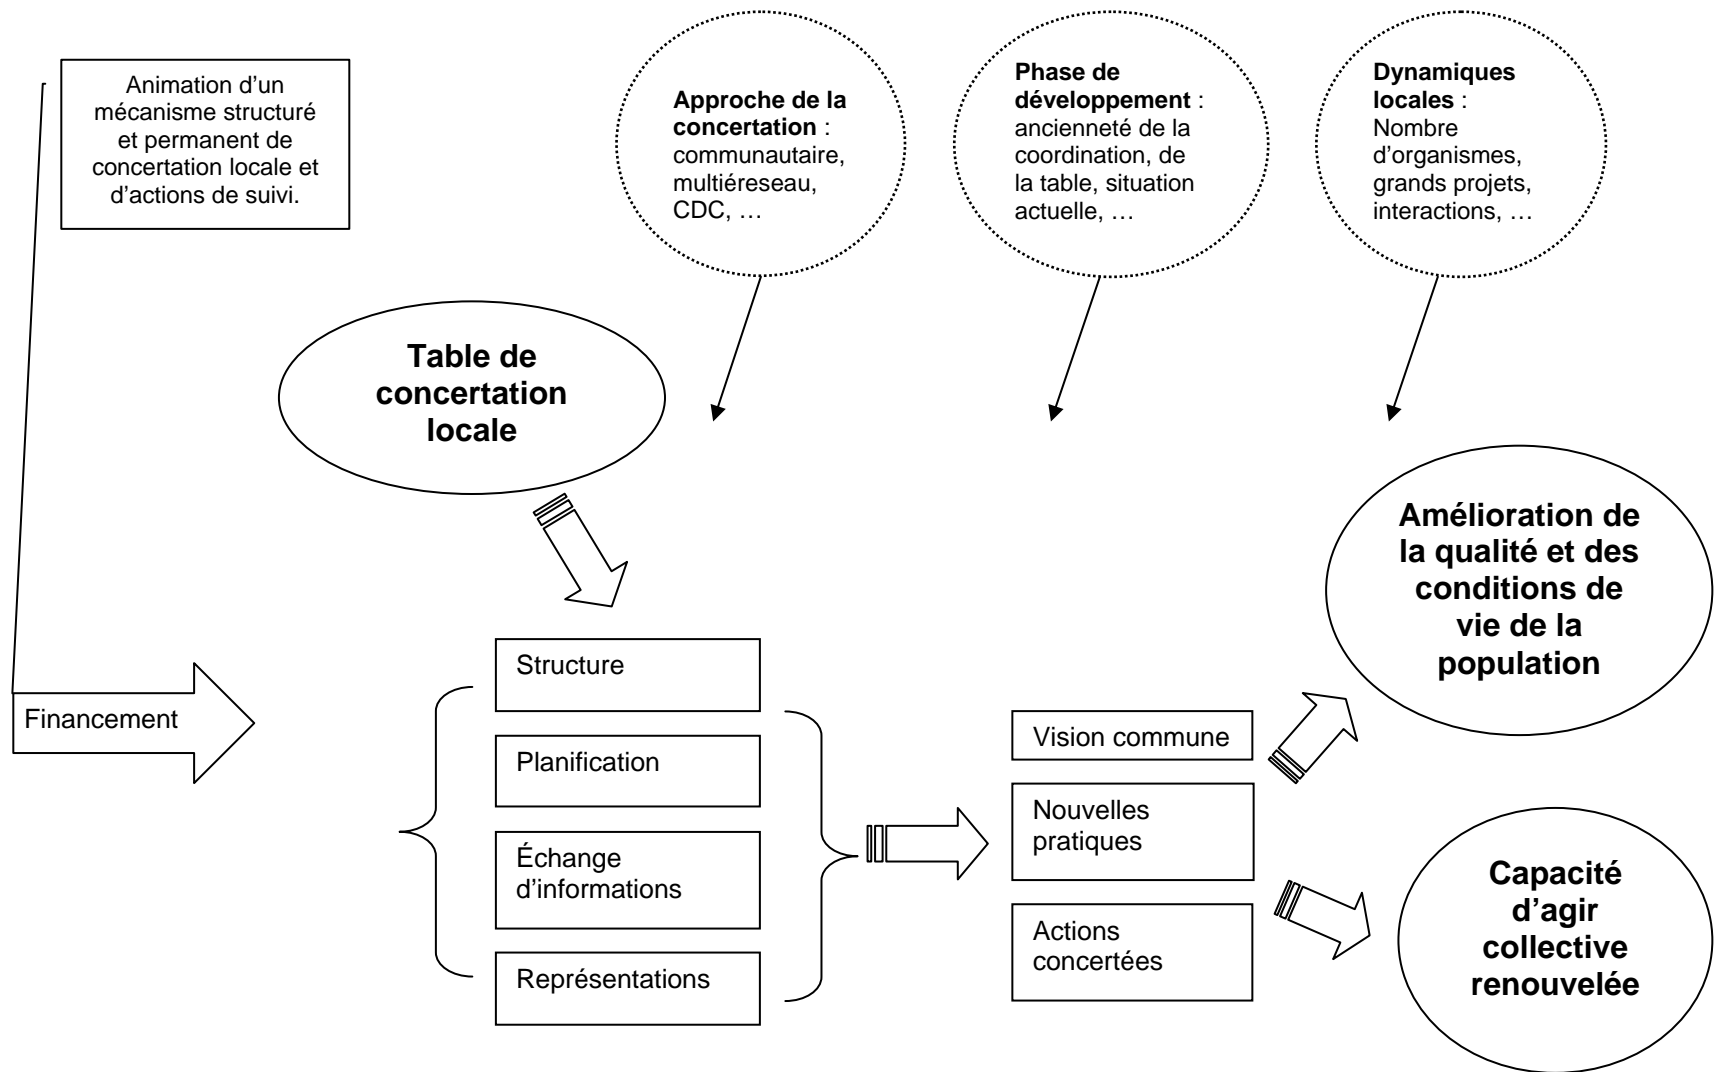 Animation d’un
mécanisme structuré
et permanent de
concertation locale et
d’actions de suivi.
Approche de la
concertation :
communautaire,
multiéreseau,
CDC, …
Phase de
développement :
ancienneté de la
coordination, de
la table, situation
actuelle, …
Dynamiques
locales :
Nombre
d’organismes,
grands projets,
interactions, …
Table de
concertation
locale
Financement
Structure
Planification
Échange
d’informations
Représentations
Vision commune
Nouvelles
pratiques
Actions
concertées
Amélioration de
la qualité et des
conditions de
vie de la
population
Capacité
d’agir
collective
renouvelée